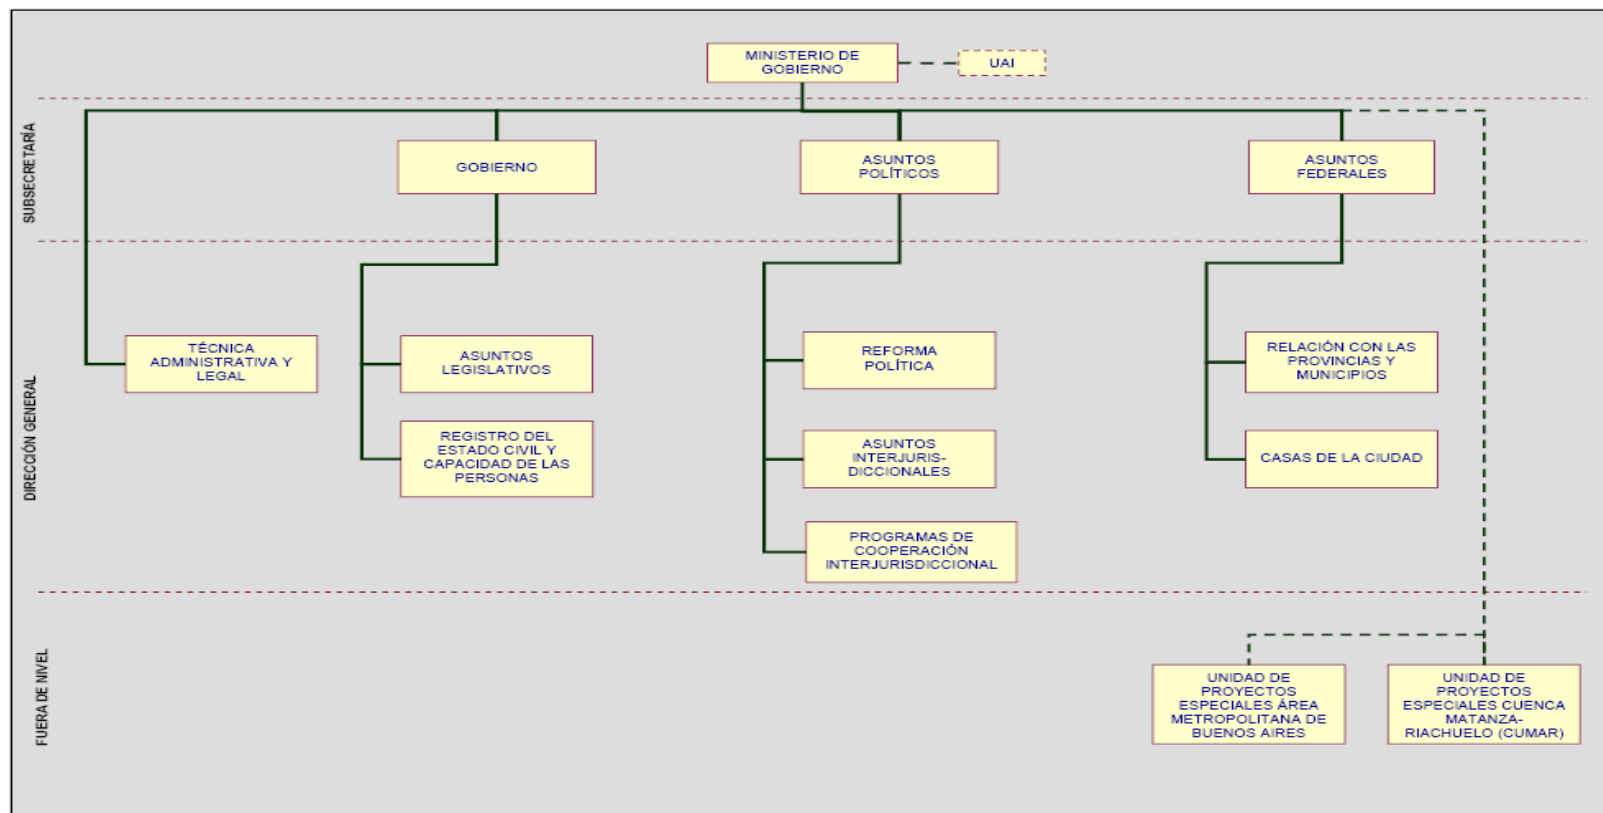 MINISTERIO DE
GOBIERNO
UAI
SUBSECRETARÍA
GOBIERNO
ASUNTOS
POLÍTICOS
ASUNTOS
FEDERALES
DIRECCIÓN GENERAL
TÉCNICA
ADMINISTRATIVA Y
LEGAL
ASUNTOS
LEGISLATIVOS
REGISTRO DEL
ESTADO CIVIL Y
CAPACIDAD DE LAS
PERSONAS
REFORMA
POLÍTICA
ASUNTOS
INTERJURIS-
DICCIONALES
PROGRAMAS DE
COOPERACIÓN
INTERJURISDICCIONAL
RELACIÓN CON LAS
PROVINCIAS Y
MUNICIPIOS
CASAS DE LA CIUDAD
FUERA DE NIVEL
UNIDAD DE
PROYECTOS
ESPECIALES ÁREA
METROPOLITANA DE
BUENOS AIRES
UNIDAD DE
PROYECTOS
ESPECIALES CUENCA
MATANZA-
RIACHUELO (CUMAR)